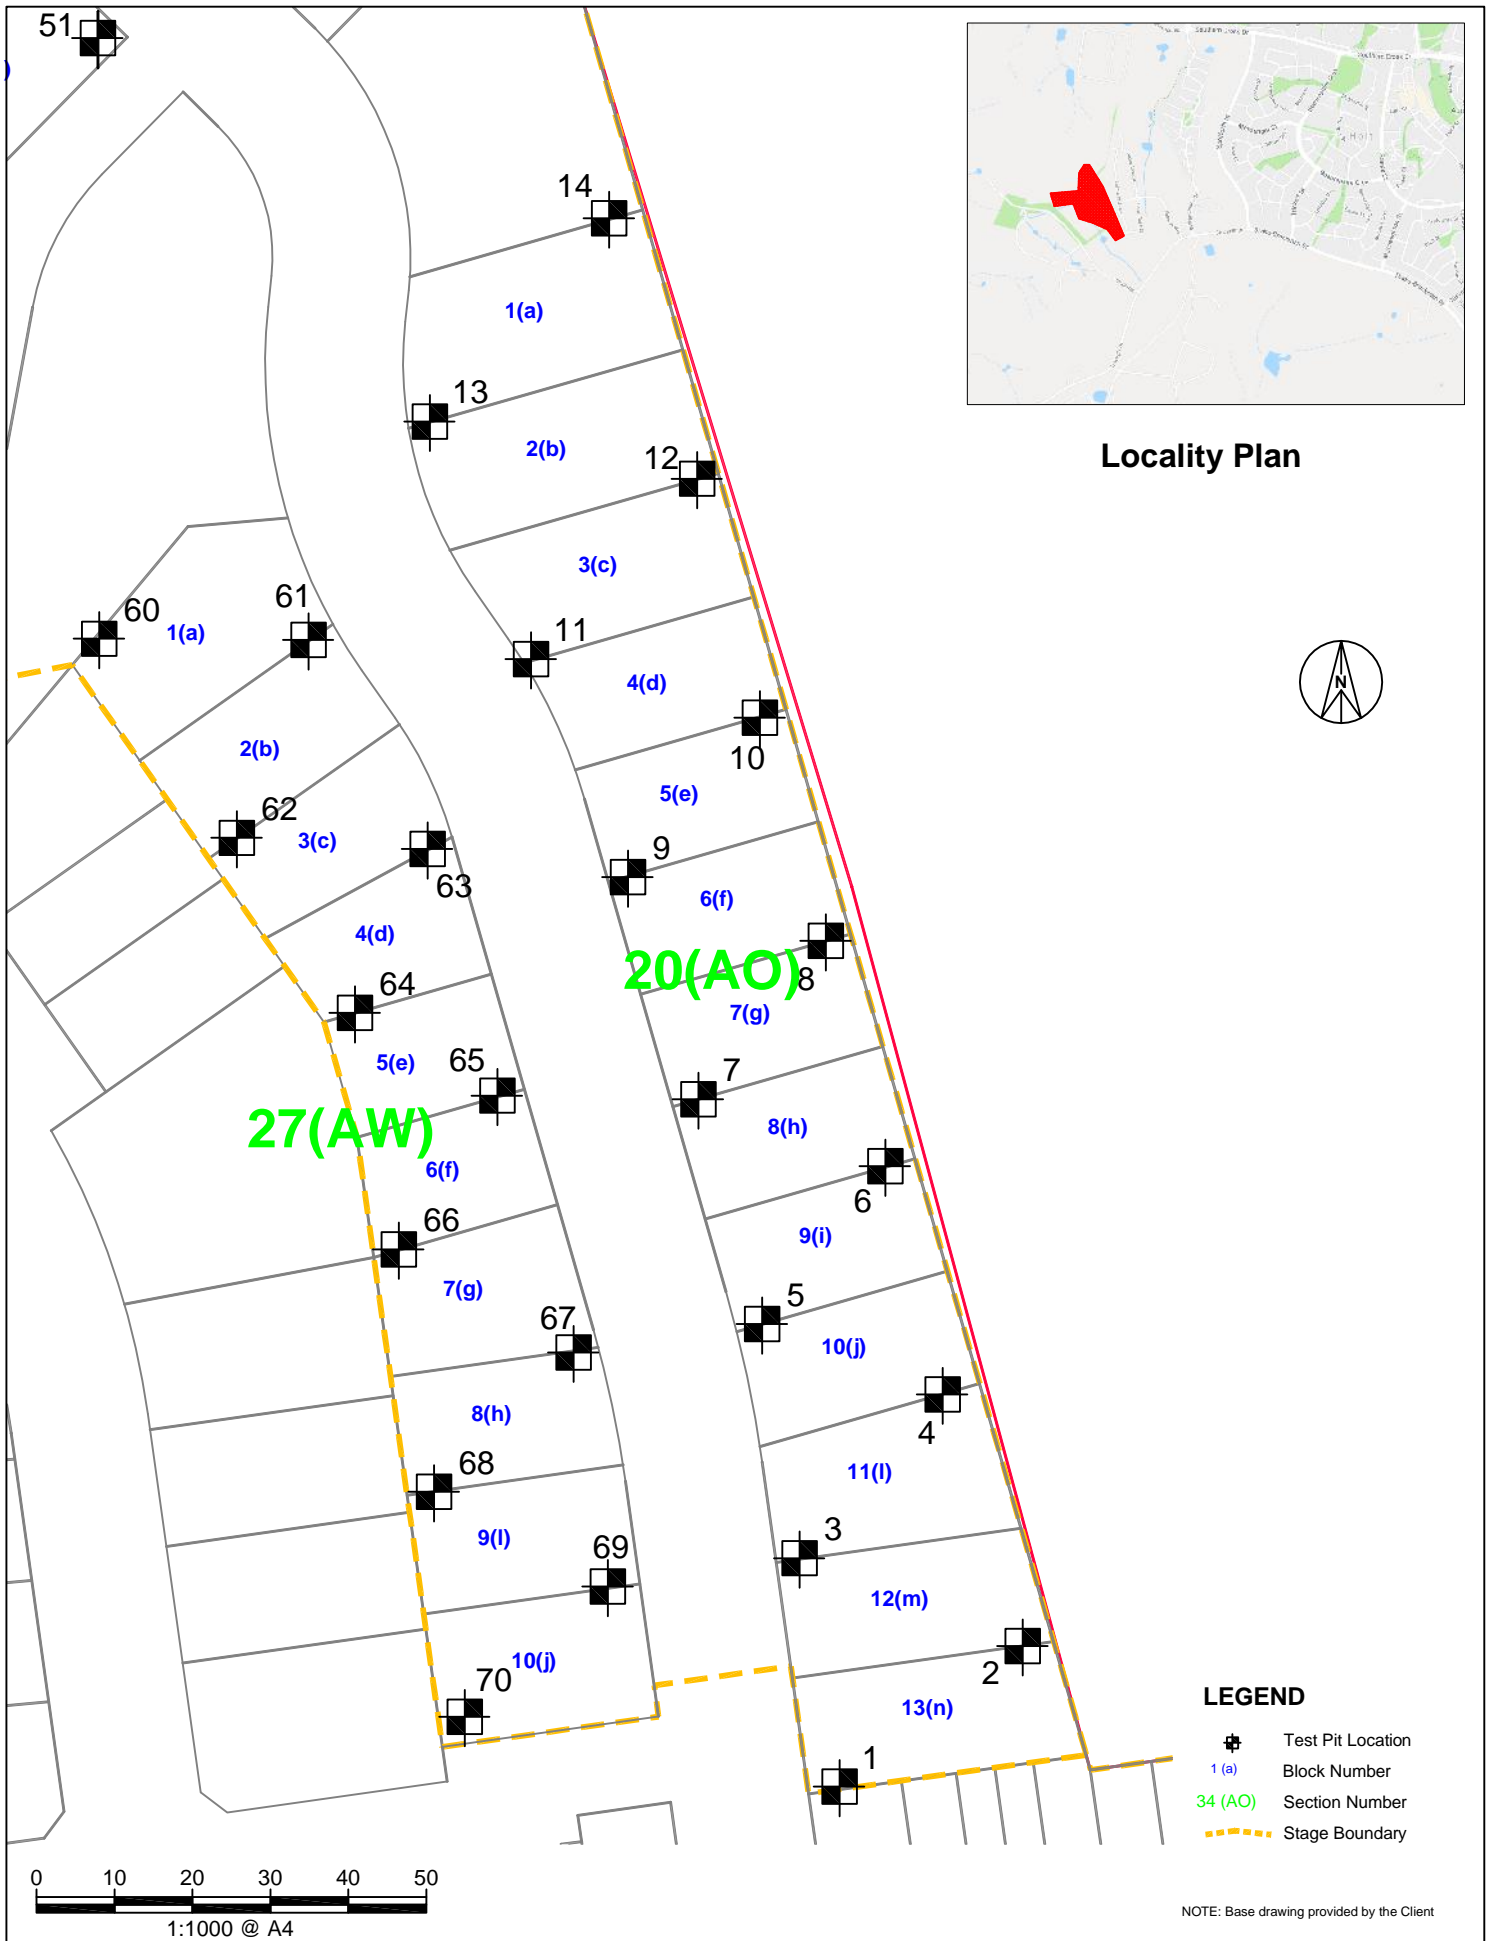 51
14
1(a)
13
2(b)
12
3(c)
11
4(d)
10
5(e)
9
6(f)
20(AO)
8
7(g)
7
8(h)
6
9(i)
5
10(j)
4
11(l)
3
12(m)
2
13(n)
1
60
1(a)
61
2(b)
62
3(c)
63
4(d)
64
5(e)
65
27(AW)
6(f)
66
7(g)
67
8(h)
68
9(l)
69
10(j)
70
HOLT
Locality Plan
N
LEGEND
Test Pit Location
1 (a) Block Number
34 (AO) Section Number
Stage Boundary
0 10 20 30 40 50
1:1000 @ A4
NOTE: Base drawing provided by the Client